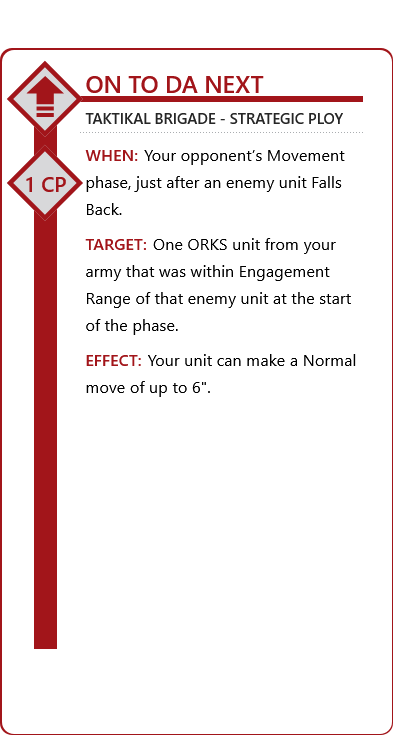 ON TO DA NEXT
TAKTIKAL BRIGADE - STRATEGIC PLOY
1 CP
WHEN: Your opponent’s Movement
phase, just after an enemy unit Falls
Back.
TARGET: One ORKS unit from your
army that was within Engagement
Range of that enemy unit at the start
of the phase.
EFFECT: Your unit can make a Normal
move of up to 6".